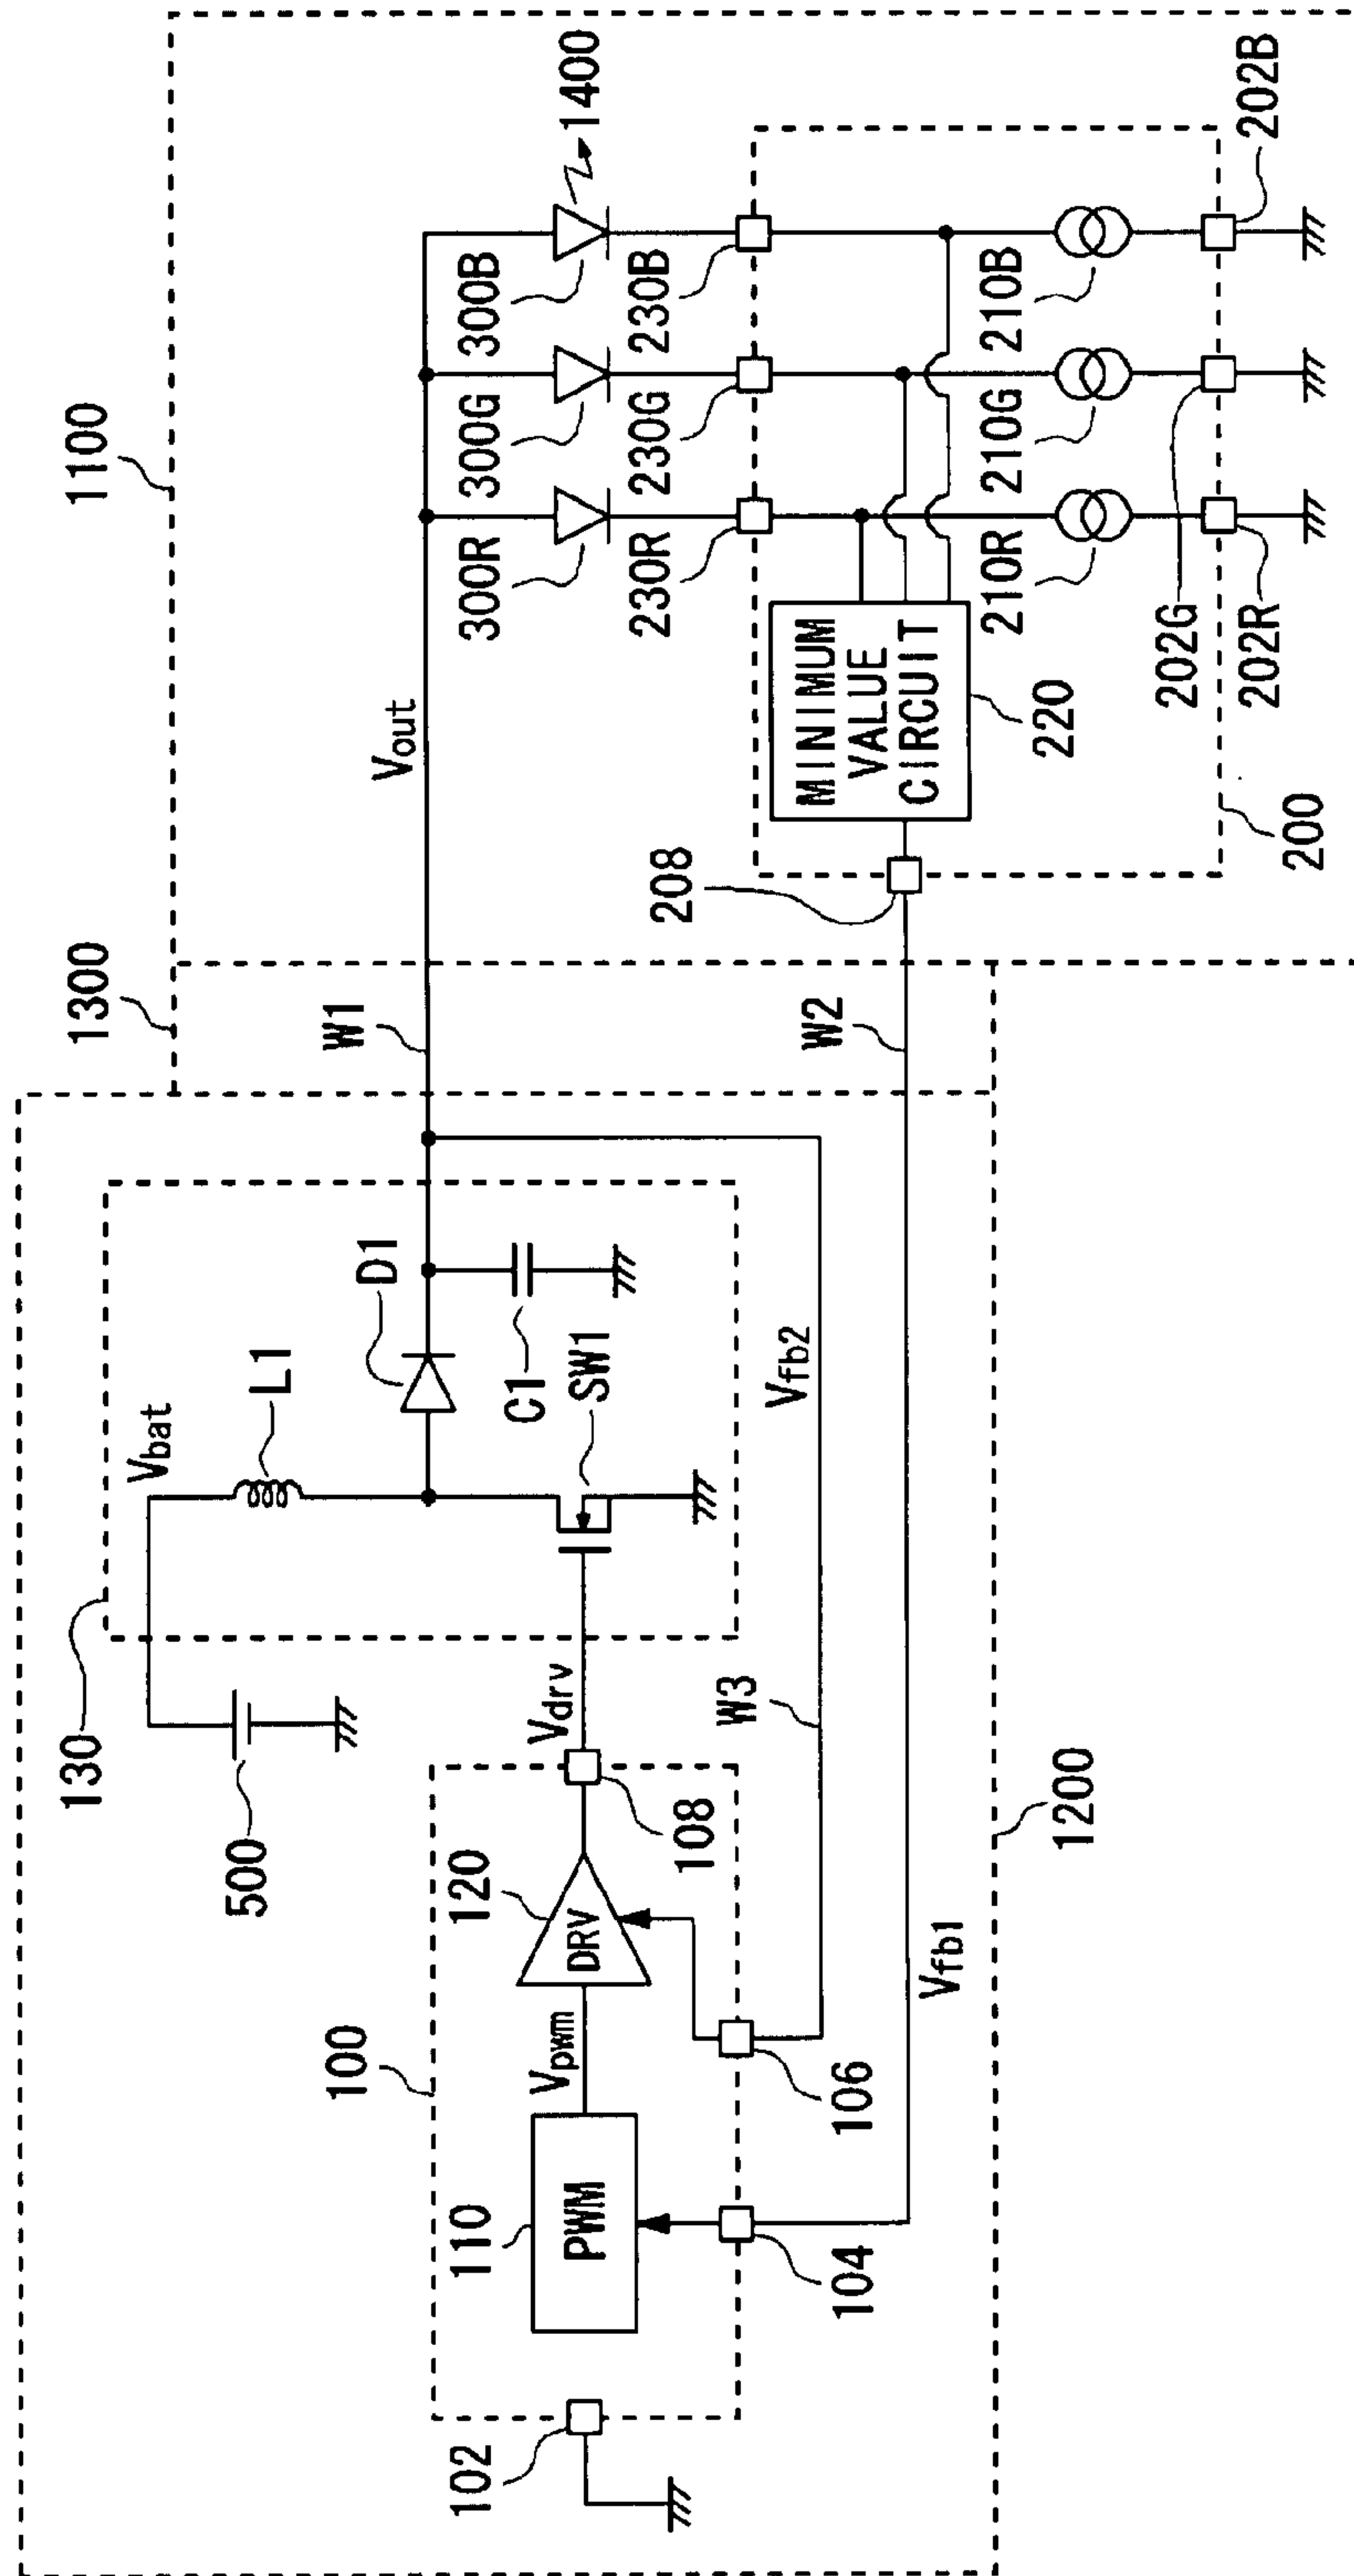 1100
1300
1400
Vout
W1
300R
300G
300B
230R
230G
230B
MINIMUM
VALUE
CIRCUIT
220
208
W2
210R
210G
210B
202B
202G
202R
200
130
500
Vbat
L1
D1
C1
SW1
Vdrv
Vfb2
W3
100
120
DRV
108
110
PWM
Vpwm
106
104
102
Vfb1
1200